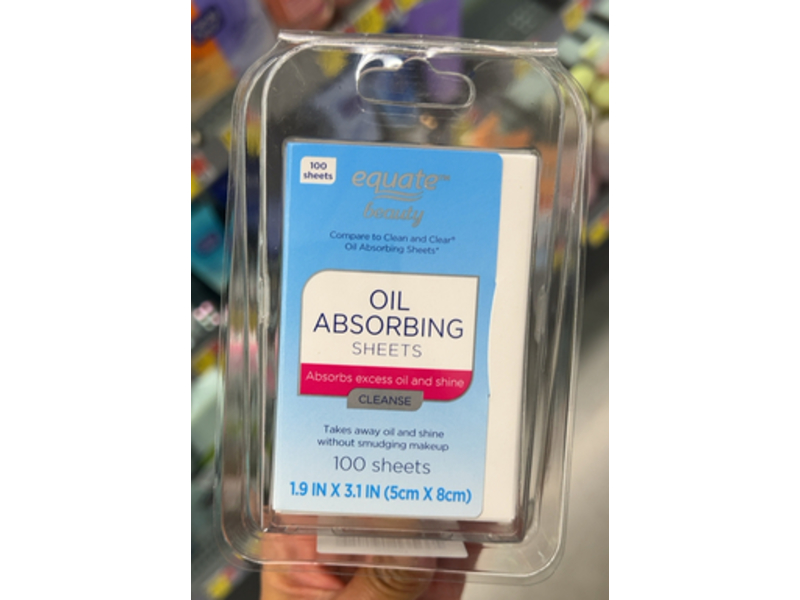 100
sheets
equate™
beauty
Compare to Clean and Clear®
Oil Absorbing Sheets*
OIL
ABSORBING
SHEETS
Absorbs excess oil and shine
CLEANSE
Takes away oil and shine
without smudging makeup
100 sheets
1.9 IN X 3.1 IN (5cm X 8cm)